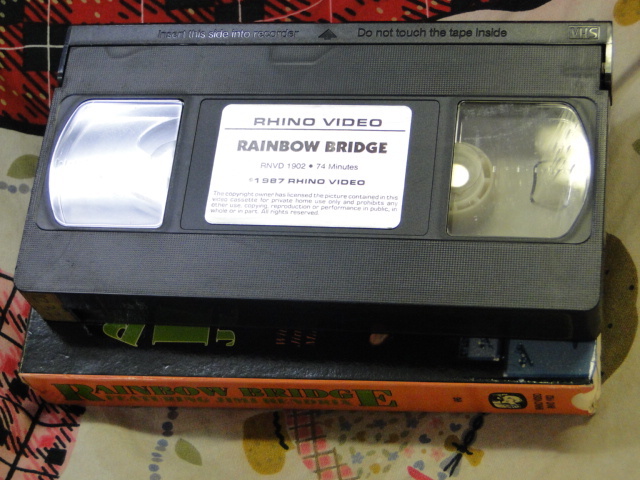 Insert this side into recorder
Do not touch the tape inside
VHS
RHINO VIDEO
RAINBOW BRIDGE
RNVD 1902 • 74 Minutes
©1987 RHINO VIDEO
The copyright owner has licensed the picture contained in this
video cassette for private home use only and prohibits any
other use, copying, reproduction or performance in public, in
whole or in part. All rights reserved.
RAINBOW BRIDGE
FEATURING JIMI HENDRIX